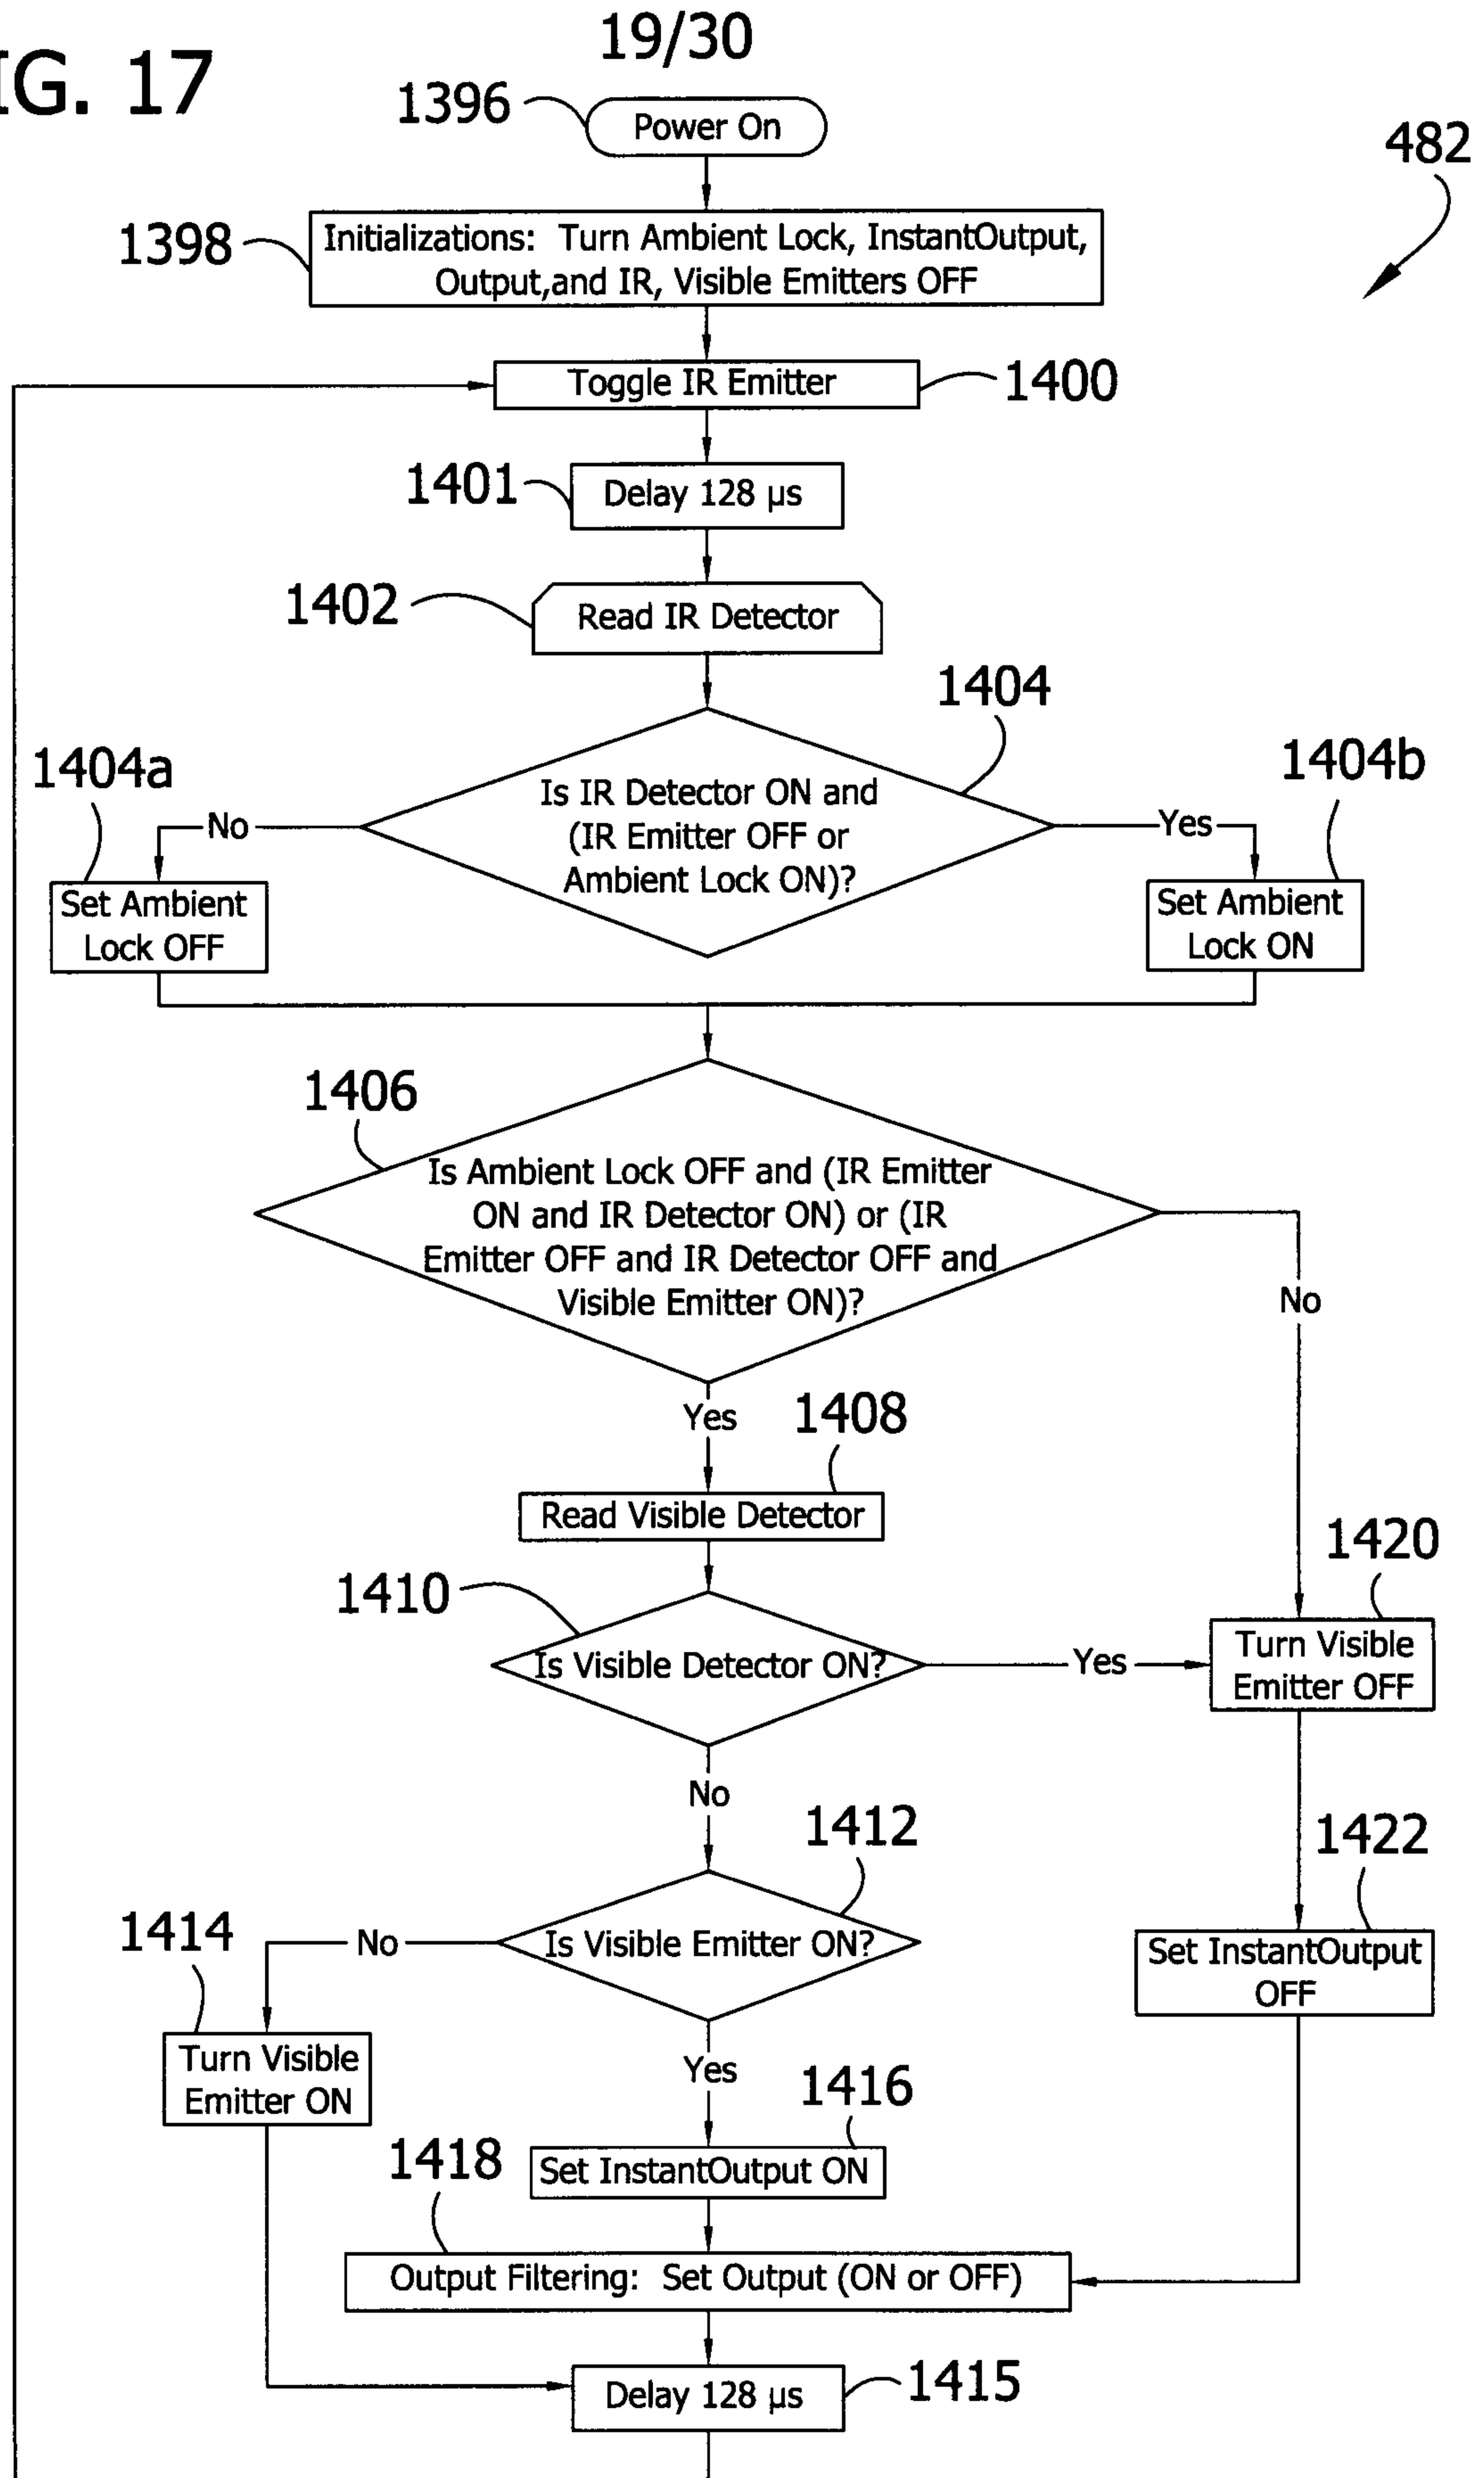 19/30
IG. 17
1396
Power On
482
1398
Initializations: Turn Ambient Lock, InstantOutput,
Output,and IR, Visible Emitters OFF
Toggle IR Emitter
1400
1401
Delay 128 µs
1402
Read IR Detector
1404
1404a
1404b
Is IR Detector ON and
(IR Emitter OFF or
Ambient Lock ON)?
No
Yes
Set Ambient
Lock OFF
Set Ambient
Lock ON
1406
Is Ambient Lock OFF and (IR Emitter
ON and IR Detector ON) or (IR
Emitter OFF and IR Detector OFF and
Visible Emitter ON)?
No
Yes
1408
Read Visible Detector
1420
1410
Is Visible Detector ON?
Yes
Turn Visible
Emitter OFF
No
1412
1422
1414
No
Is Visible Emitter ON?
Set InstantOutput
OFF
Turn Visible
Emitter ON
Yes
1416
1418
Set InstantOutput ON
Output Filtering: Set Output (ON or OFF)
Delay 128 µs
1415